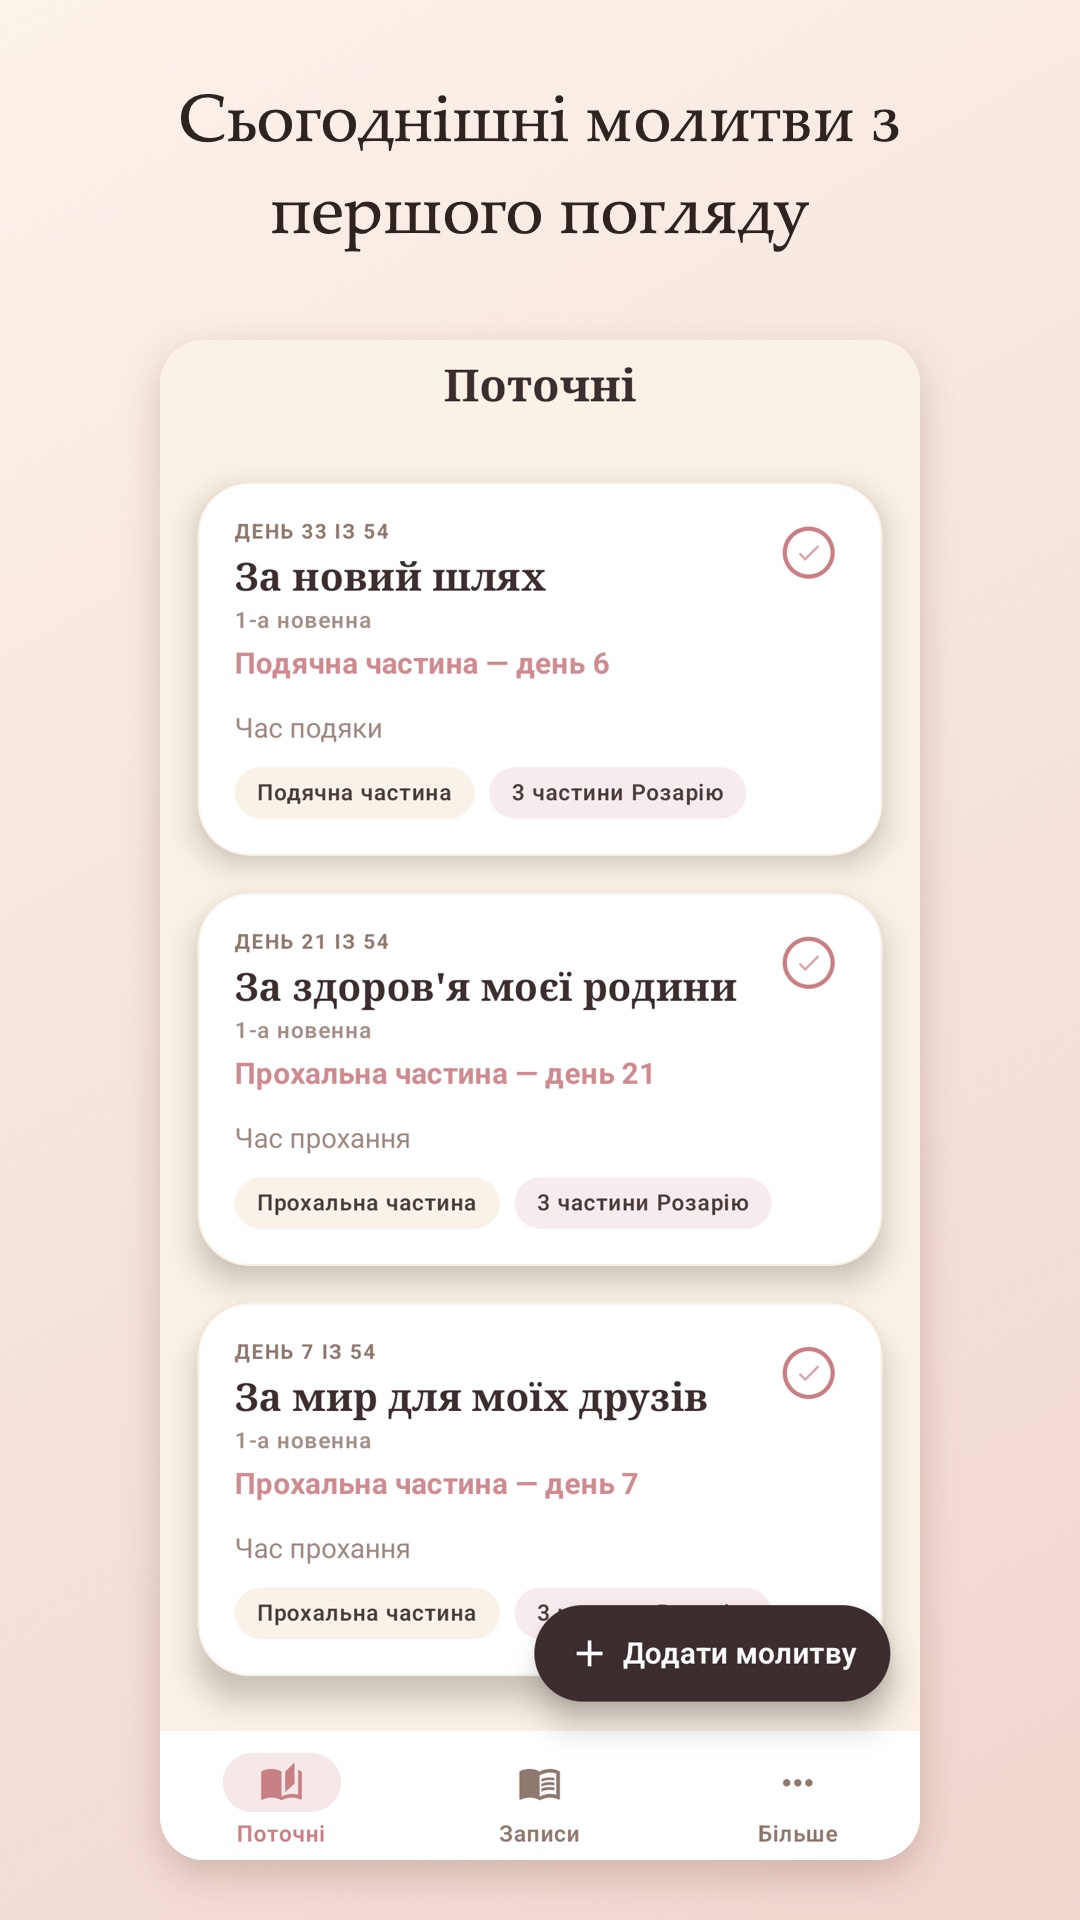 Сьогоднішні молитви з
першого погляду
Поточні
ДЕНЬ 33 ІЗ 54
За новий шлях
1-а новенна
Подячна частина — день 6
Час подяки
Подячна частина
3 частини Розарію
ДЕНЬ 21 ІЗ 54
За здоров'я моєї родини
1-а новенна
Прохальна частина — день 21
Час прохання
Прохальна частина
3 частини Розарію
ДЕНЬ 7 ІЗ 54
За мир для моїх друзів
1-а новенна
Прохальна частина — день 7
Час прохання
Прохальна частина
3
Додати молитву
Поточні
Записи
Більше